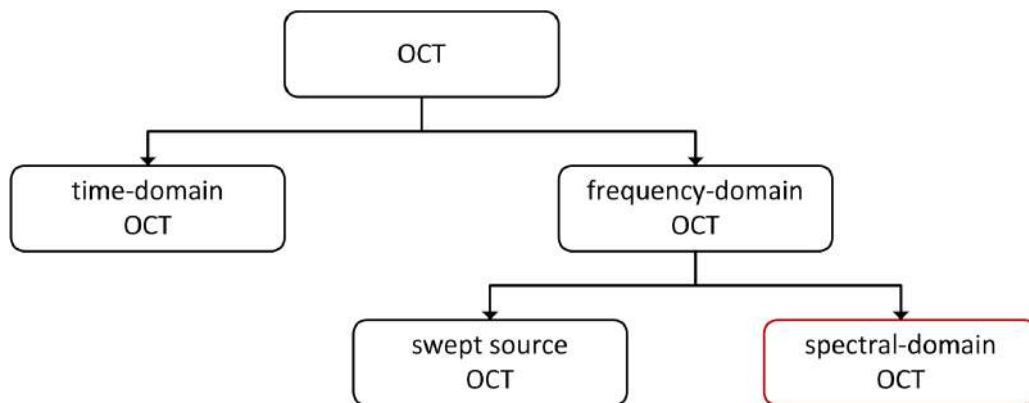 OCT
time-domain
OCT
frequency-domain
OCT
swept source
OCT
spectral-domain
OCT